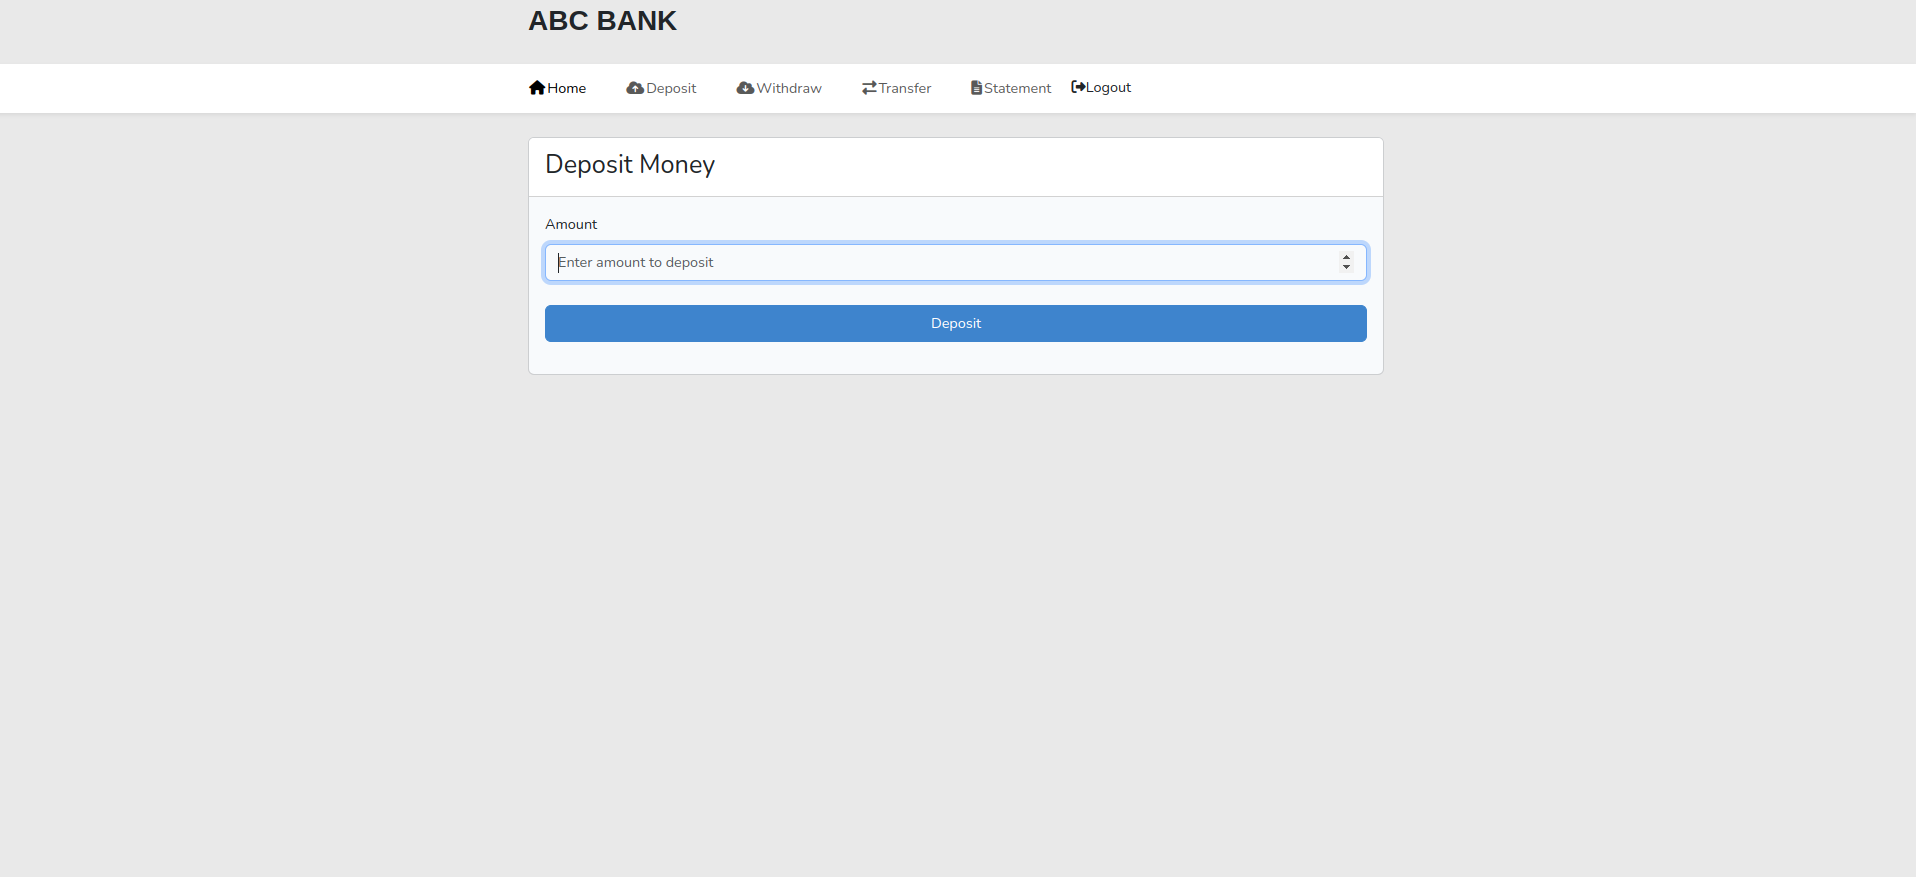 ABC BANK
Home Deposit Withdraw Transfer Statement Logout
Deposit Money
Amount
Enter amount to deposit
Deposit